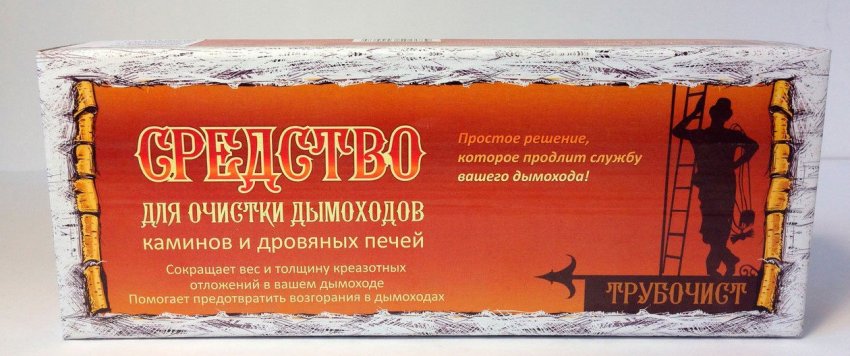 СРЕДСТВО
ДЛЯ ОЧИСТКИ ДЫМОХОДОВ
каминов и дровяных печей
Сокращает вес и толщину креазотных
отложений в вашем дымоходе
Помогает предотвратить возгорания в дымоходах
Простое решение,
которое продлит службу
вашего дымохода!
ТРУБОЧИСТ